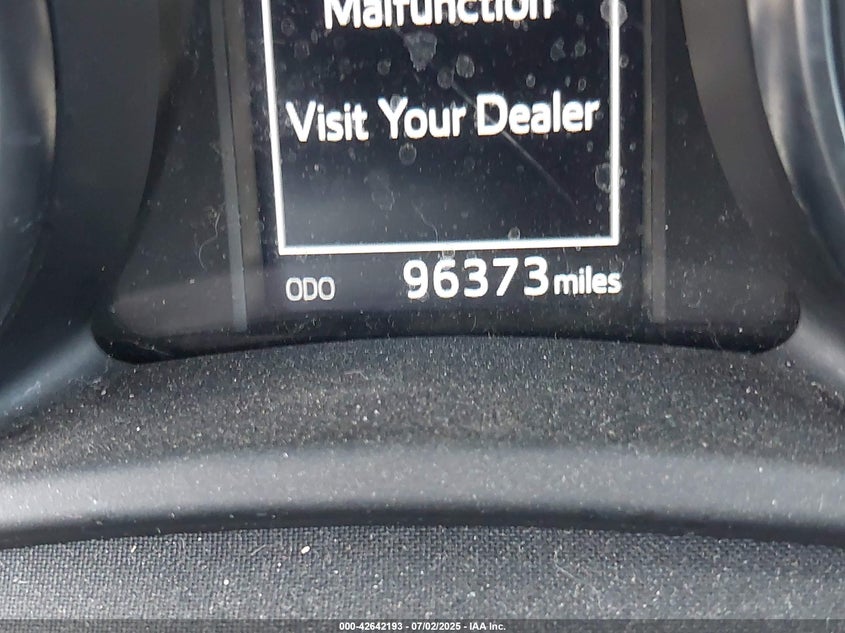 Malfunction
Visit Your Dealer
ODO 96373 miles
000-42642193 - 07/02/2025 - IAA Inc.